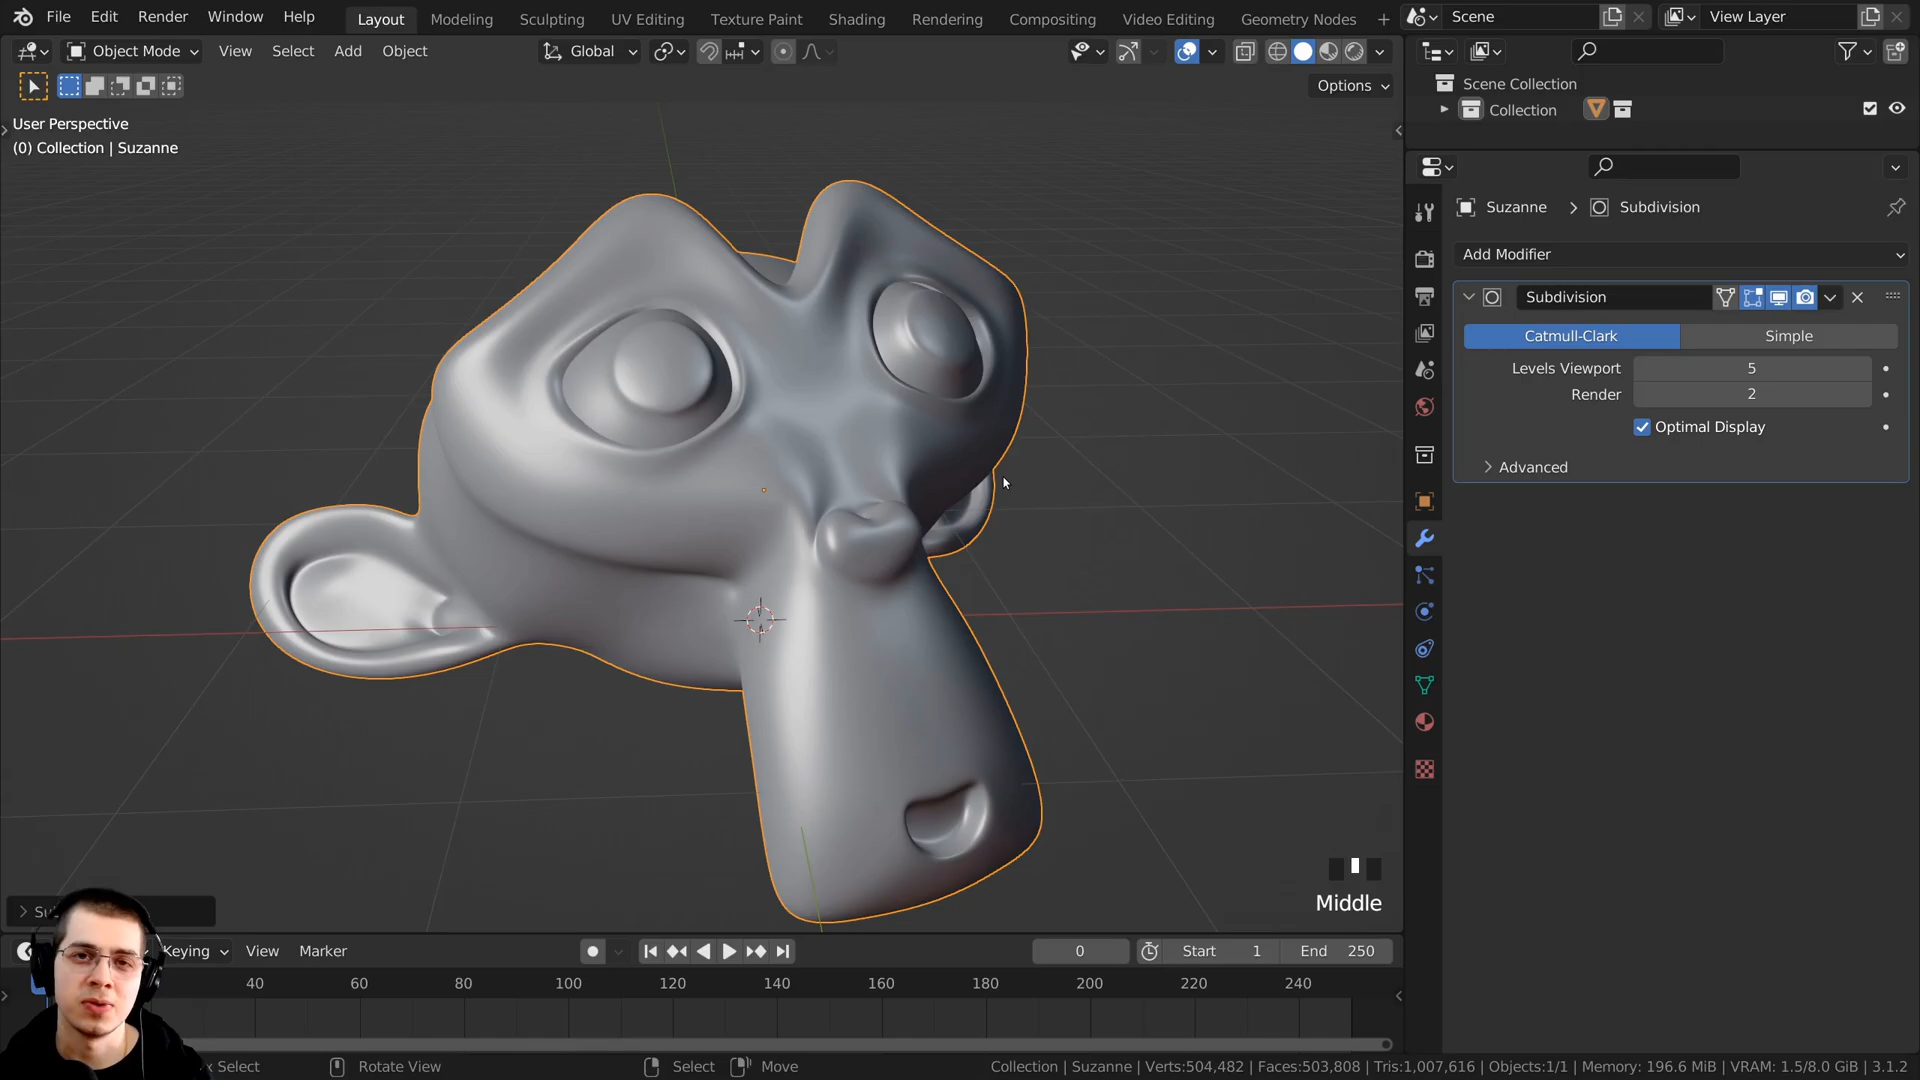 File Edit Render Window Help Layout Modeling Sculpting UV Editing Texture Paint Shading Rendering Compositing Video Editing Geometry Nodes + Scene View Layer
Object Mode View Select Add Object Global
Options
User Perspective
(0) Collection | Suzanne
Scene Collection
Collection
Suzanne > Subdivision
Add Modifier
Subdivision
Catmull-Clark Simple
Levels Viewport 5
Render 2
Optimal Display
Advanced
Middle
Keying View Marker 0 Start 1 End 250
40 60 80 100 120 140 160 180 200 220 240
Select Rotate View Select Move Collection | Suzanne | Verts:504,482 | Faces:503,808 | Tris:1,007,616 | Objects:1/1 | Memory: 196.6 MiB | VRAM: 1.5/8.0 GiB | 3.1.2